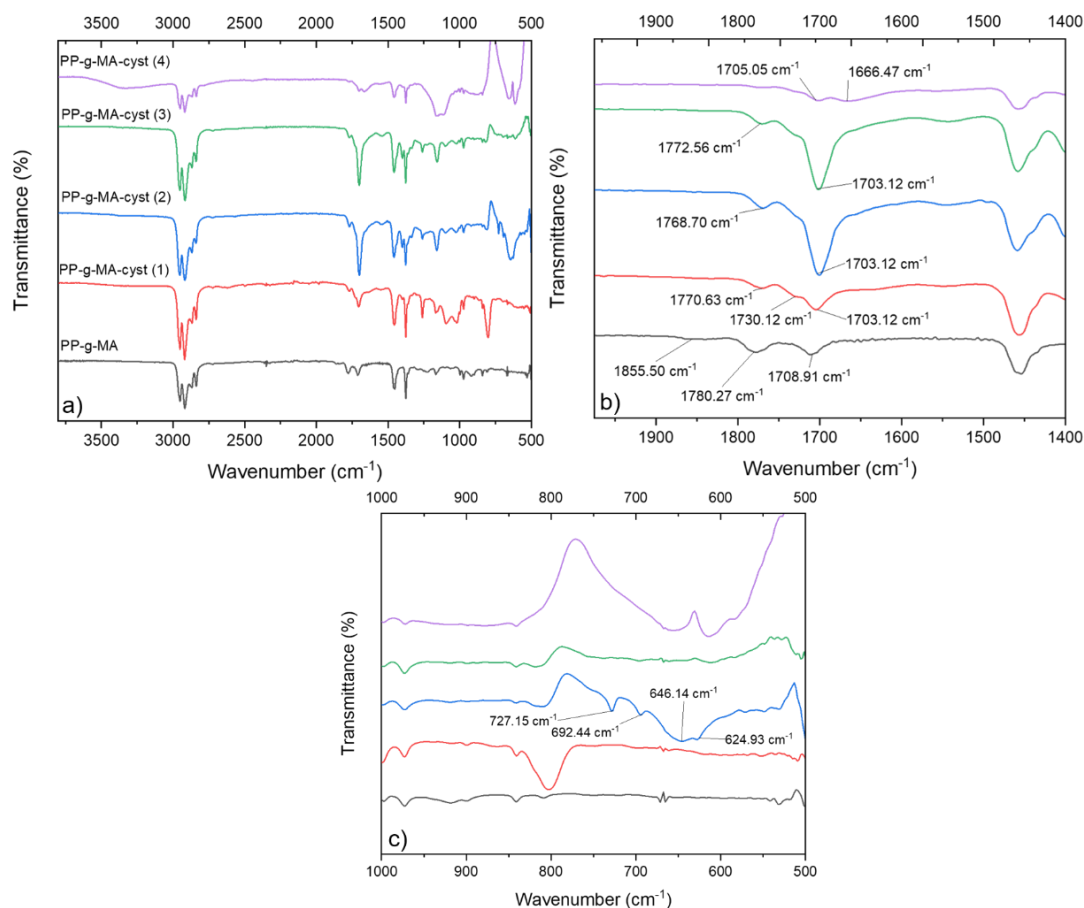 3500 3000 2500 2000 1500 1000 500
PP-g-MA-cyst (4)
PP-g-MA-cyst (3)
PP-g-MA-cyst (2)
PP-g-MA-cyst (1)
PP-g-MA
a)
Transmittance (%)
3500 3000 2500 2000 1500 1000 500
Wavenumber (cm⁻¹)
1900 1800 1700 1600 1500 1400
1705.05 cm⁻¹ 1666.47 cm⁻¹
1772.56 cm⁻¹
1703.12 cm⁻¹
1768.70 cm⁻¹
1703.12 cm⁻¹
1770.63 cm⁻¹
1730.12 cm⁻¹
1703.12 cm⁻¹
1855.50 cm⁻¹
1708.91 cm⁻¹
1780.27 cm⁻¹
b)
Transmittance (%)
1900 1800 1700 1600 1500 1400
Wavenumber (cm⁻¹)
1000 900 800 700 600 500
646.14 cm⁻¹
727.15 cm⁻¹
692.44 cm⁻¹
624.93 cm⁻¹
c)
Transmittance (%)
1000 900 800 700 600 500
Wavenumber (cm⁻¹)